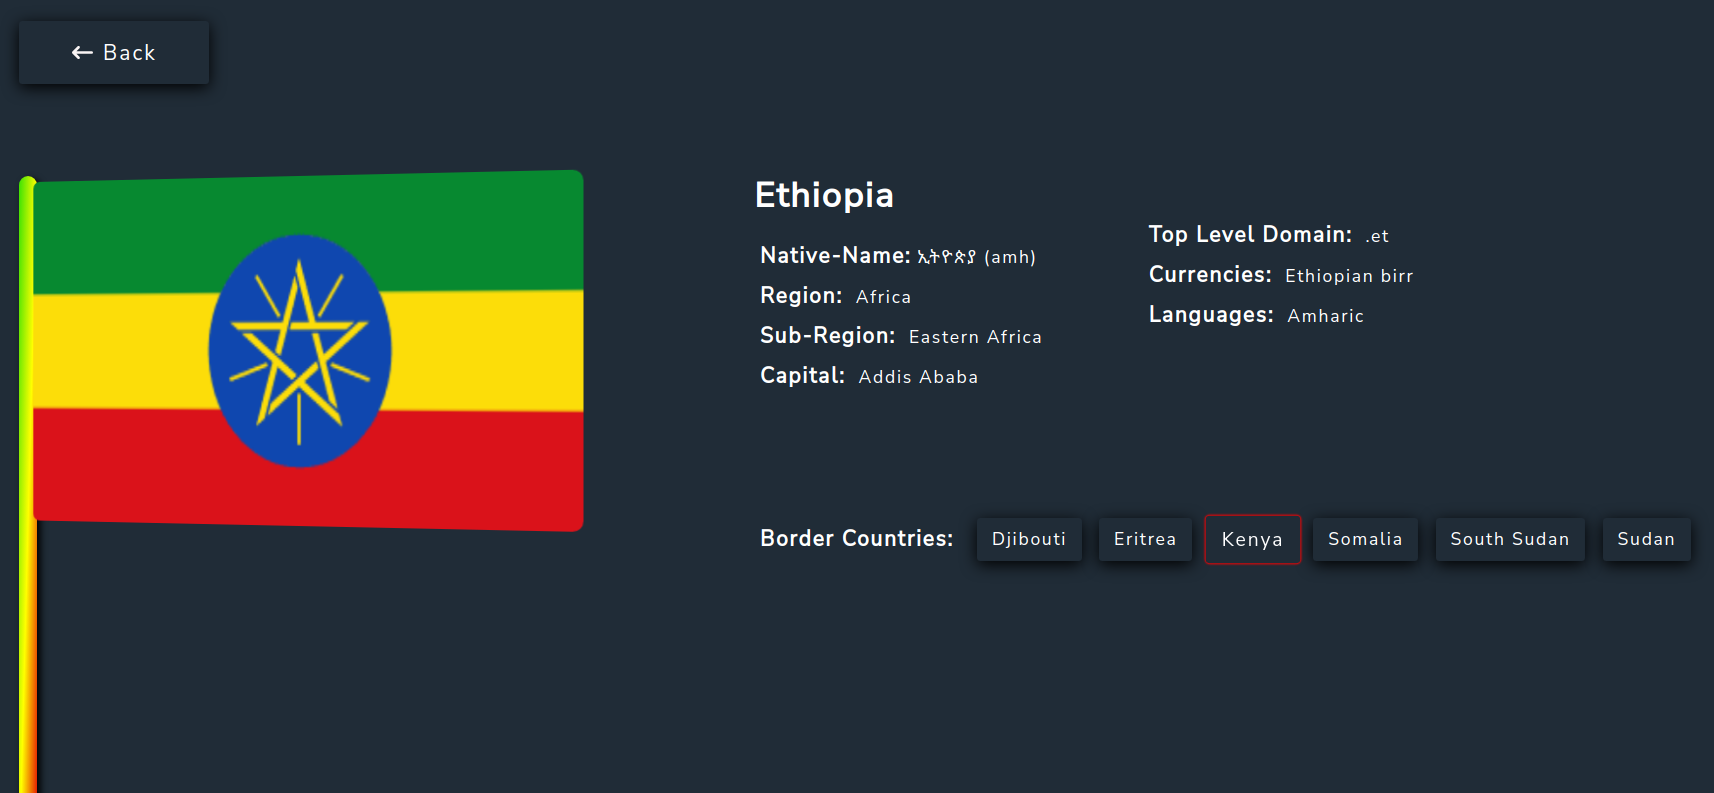 ← Back
Ethiopia
Native-Name: ኢትዮጵያ (amh)
Region: Africa
Sub-Region: Eastern Africa
Capital: Addis Ababa
Top Level Domain: .et
Currencies: Ethiopian birr
Languages: Amharic
Border Countries: Djibouti Eritrea Kenya Somalia South Sudan Sudan